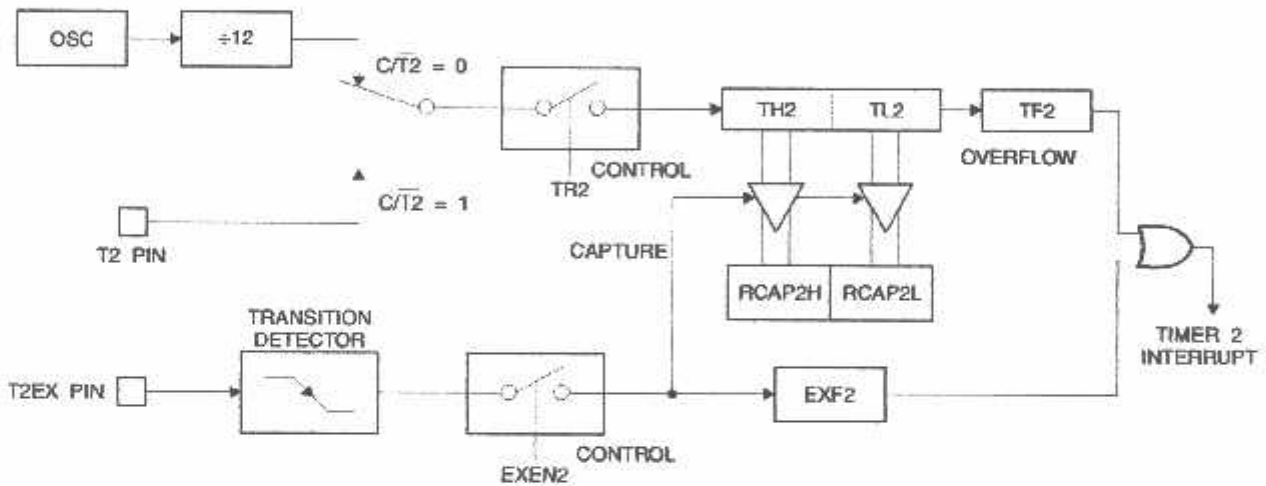 OSC
÷12
C/T2 = 0
TH2
TL2
TF2
OVERFLOW
CONTROL
TR2
C/T2 = 1
T2 PIN
CAPTURE
RCAP2H
RCAP2L
TRANSITION
DETECTOR
TIMER 2
INTERRUPT
T2EX PIN
EXF2
CONTROL
EXEN2